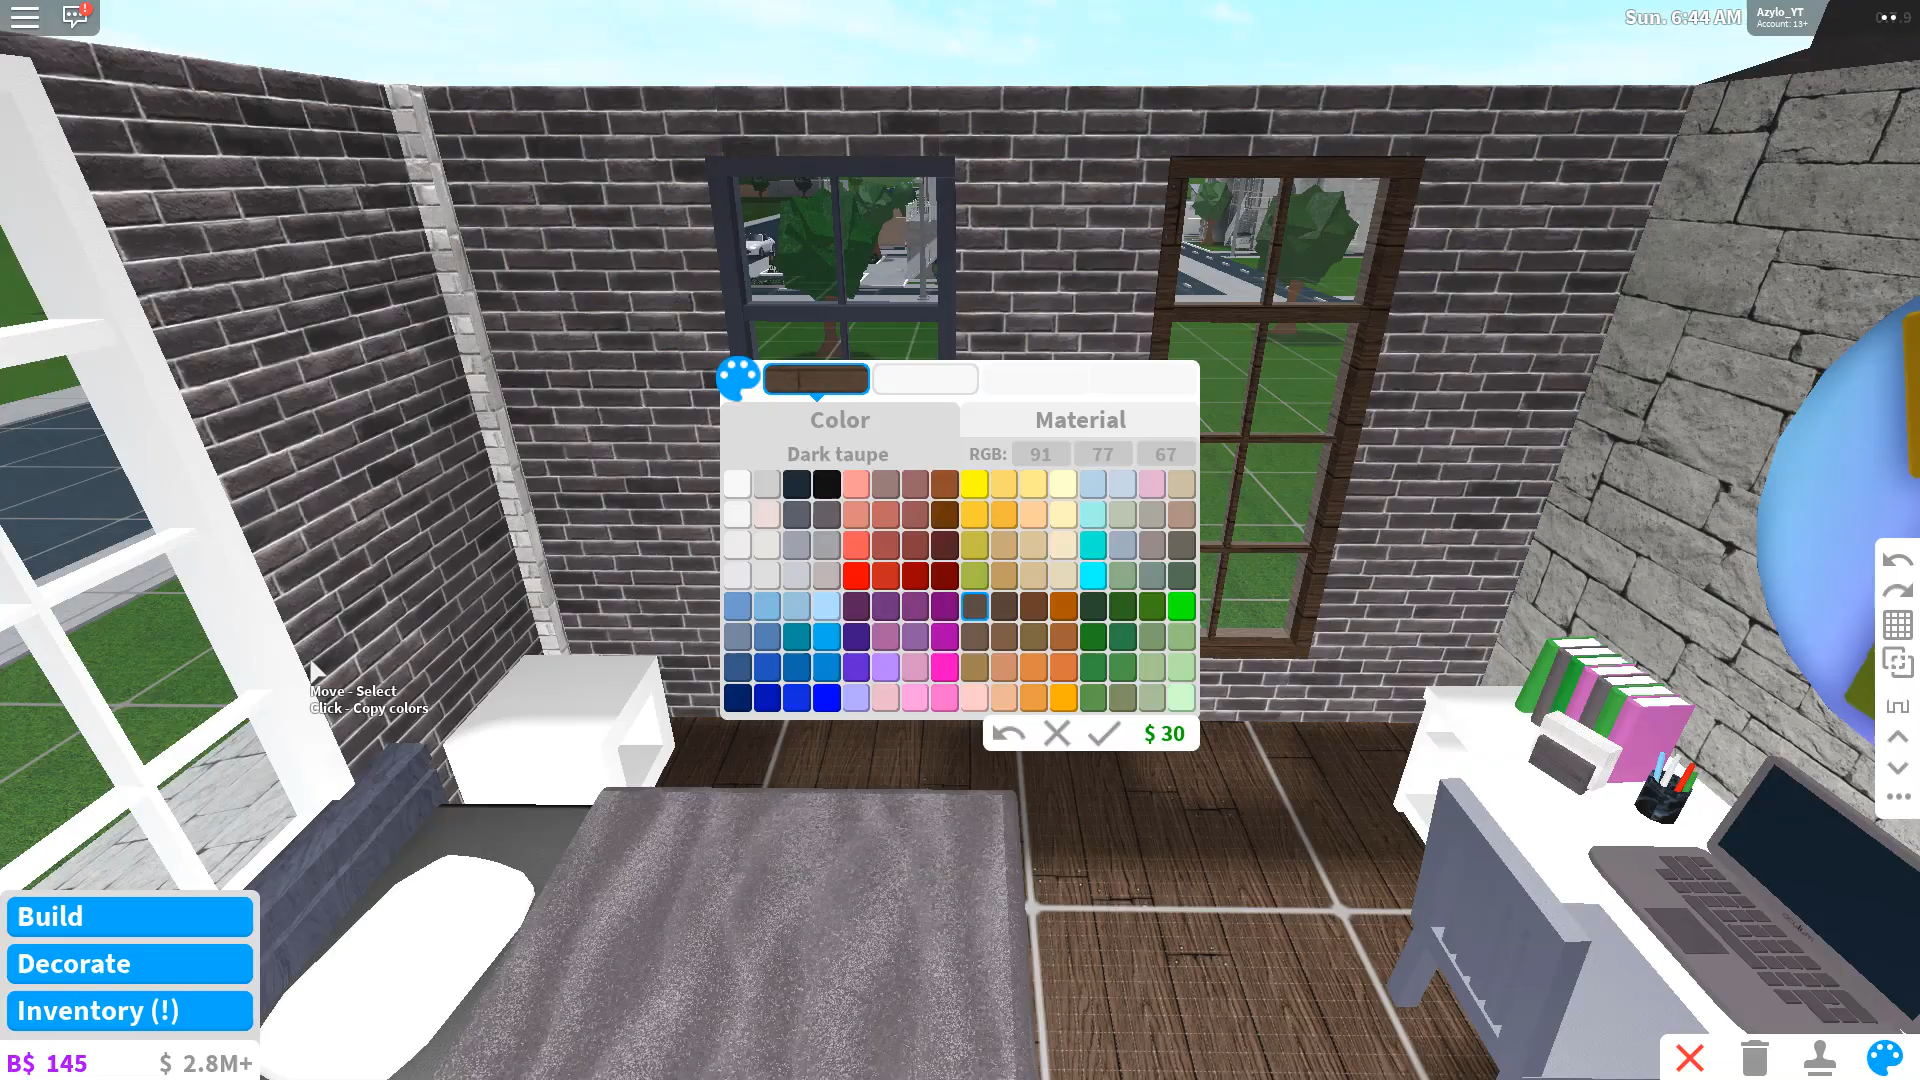 Sun. 6:44 AM
Azylo_YT
Account: 13+
Color
Material
Dark taupe
RGB: 91 77 67
Move - Select
Click - Copy colors
$ 30
Build
Decorate
Inventory (!)
B$ 145
$ 2.8M+